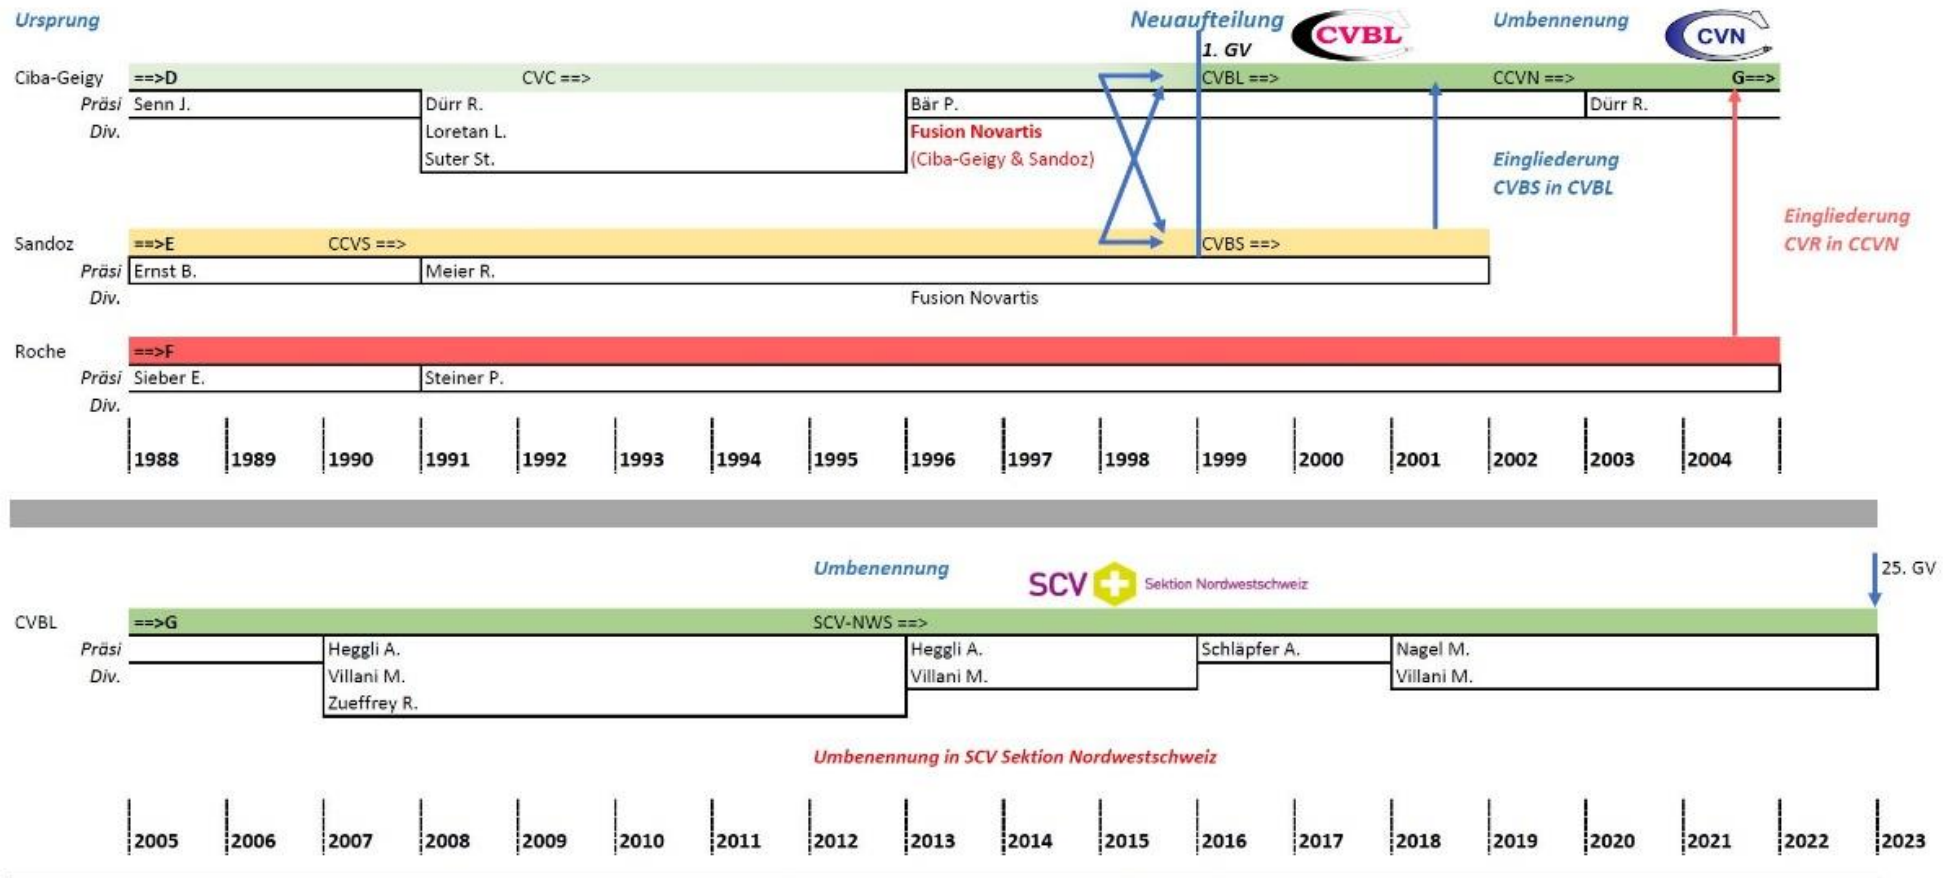 Ursprung
Neuaufteilung
CVBL
Umbennenung
CVN
1. GV
Ciba-Geigy ==>D CVC ==> CVBL ==> CCVN ==> G==>
Präsi Senn J. Dürr R. Bär P. Dürr R.
Div. Loretan L. Fusion Novartis
Suter St. (Ciba-Geigy & Sandoz)
Eingliederung
CVBS in CVBL
Eingliederung
CVR in CCVN
Sandoz ==>E CCVS ==> CVBS ==>
Präsi Ernst B. Meier R.
Div. Fusion Novartis
Roche ==>F
Präsi Sieber E. Steiner P.
Div.
1988 1989 1990 1991 1992 1993 1994 1995 1996 1997 1998 1999 2000 2001 2002 2003 2004
Umbenennung
SCV Sektion Nordwestschweiz
25. GV
CVBL ==>G SCV-NWS ==>
Präsi Heggli A. Heggli A. Schläpfer A. Nagel M.
Div. Villani M. Villani M. Villani M.
Zueffrey R.
Umbenennung in SCV Sektion Nordwestschweiz
2005 2006 2007 2008 2009 2010 2011 2012 2013 2014 2015 2016 2017 2018 2019 2020 2021 2022 2023